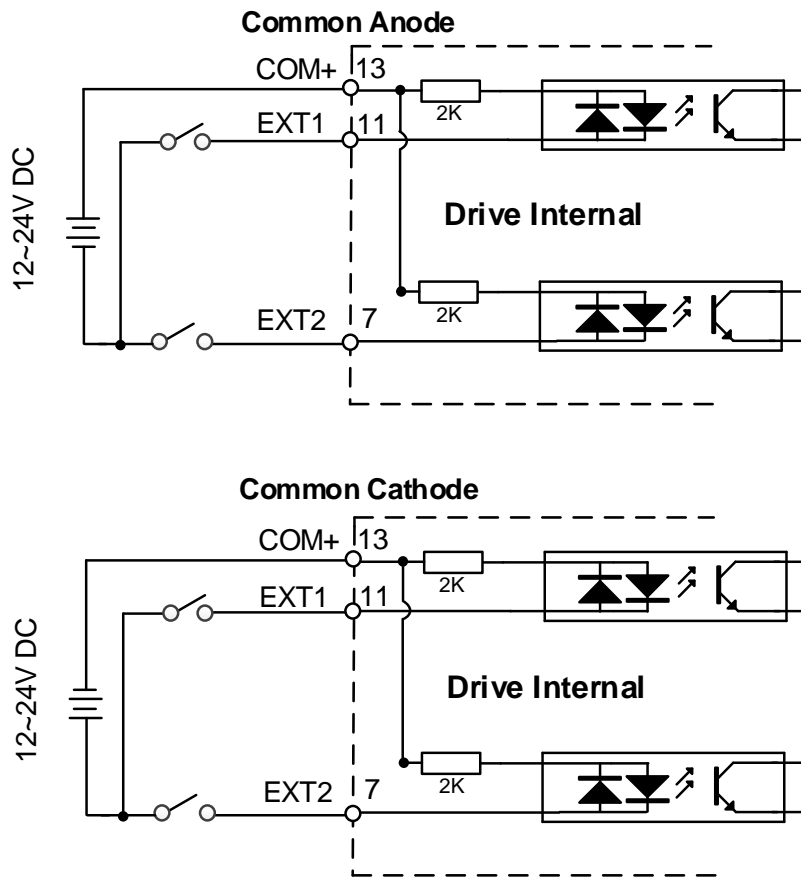 Common Anode
COM+ 13
2K
EXT1 11
12~24V DC
Drive Internal
2K
EXT2 7
Common Cathode
COM+ 13
2K
EXT1 11
12~24V DC
Drive Internal
2K
EXT2 7